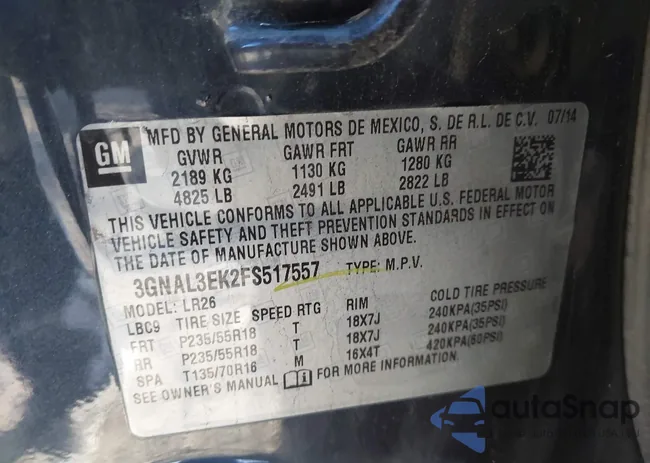 GM
MFD BY GENERAL MOTORS DE MEXICO, S. DE R.L. DE C.V. 07/14
GVWR GAWR FRT GAWR RR
2189 KG 1130 KG 1280 KG
4825 LB 2491 LB 2822 LB
THIS VEHICLE CONFORMS TO ALL APPLICABLE U.S. FEDERAL MOTOR
VEHICLE SAFETY AND THEFT PREVENTION STANDARDS IN EFFECT ON
THE DATE OF MANUFACTURE SHOWN ABOVE.
3GNAL3EK2FS517557 TYPE: M.P.V.
MODEL: LR26
LBC9 TIRE SIZE SPEED RTG RIM COLD TIRE PRESSURE
FRT P235/55R18 T 18X7J 240KPA(35PSI)
RR P235/55R18 T 18X7J 240KPA(35PSI)
SPA T135/70R16 M 16X4T 420KPA(60PSI)
SEE OWNER'S MANUAL FOR MORE INFORMATION.
autoSnap